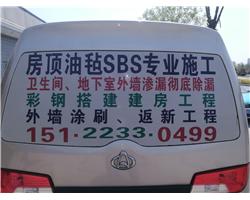 房顶油毡SBS专业施工
卫生间、地下室外墙渗漏彻底除漏
彩钢搭建建房工程
外墙涂刷、返新工程
151-2233-0499